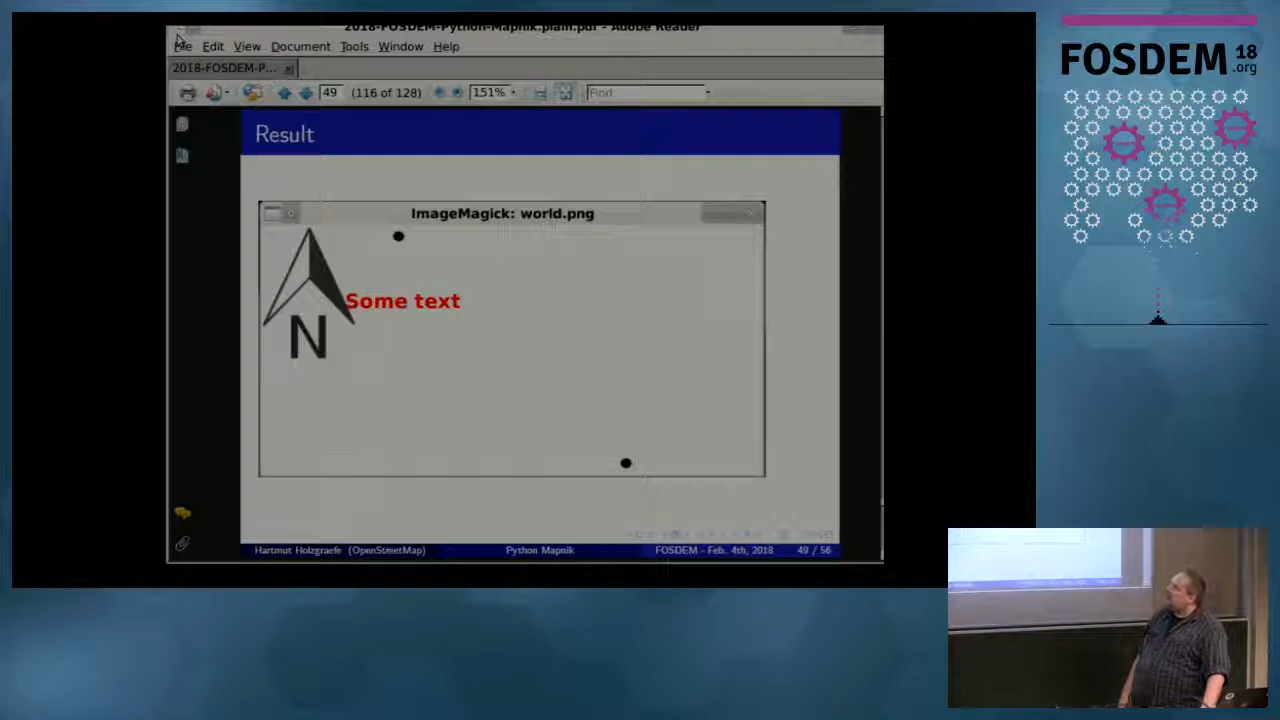 2018-FOSDEM-Python-Mapnik.plain.pdf - Adobe Reader
File Edit View Document Tools Window Help
2018-FOSDEM-P...
49 (116 of 128) 151% Find
Result
ImageMagick: world.png
Some text
N
Hartmut Holzgraefe (OpenStreetMap) Python Mapnik FOSDEM - Feb. 4th, 2018 49 / 56
FOSDEM 18
.org